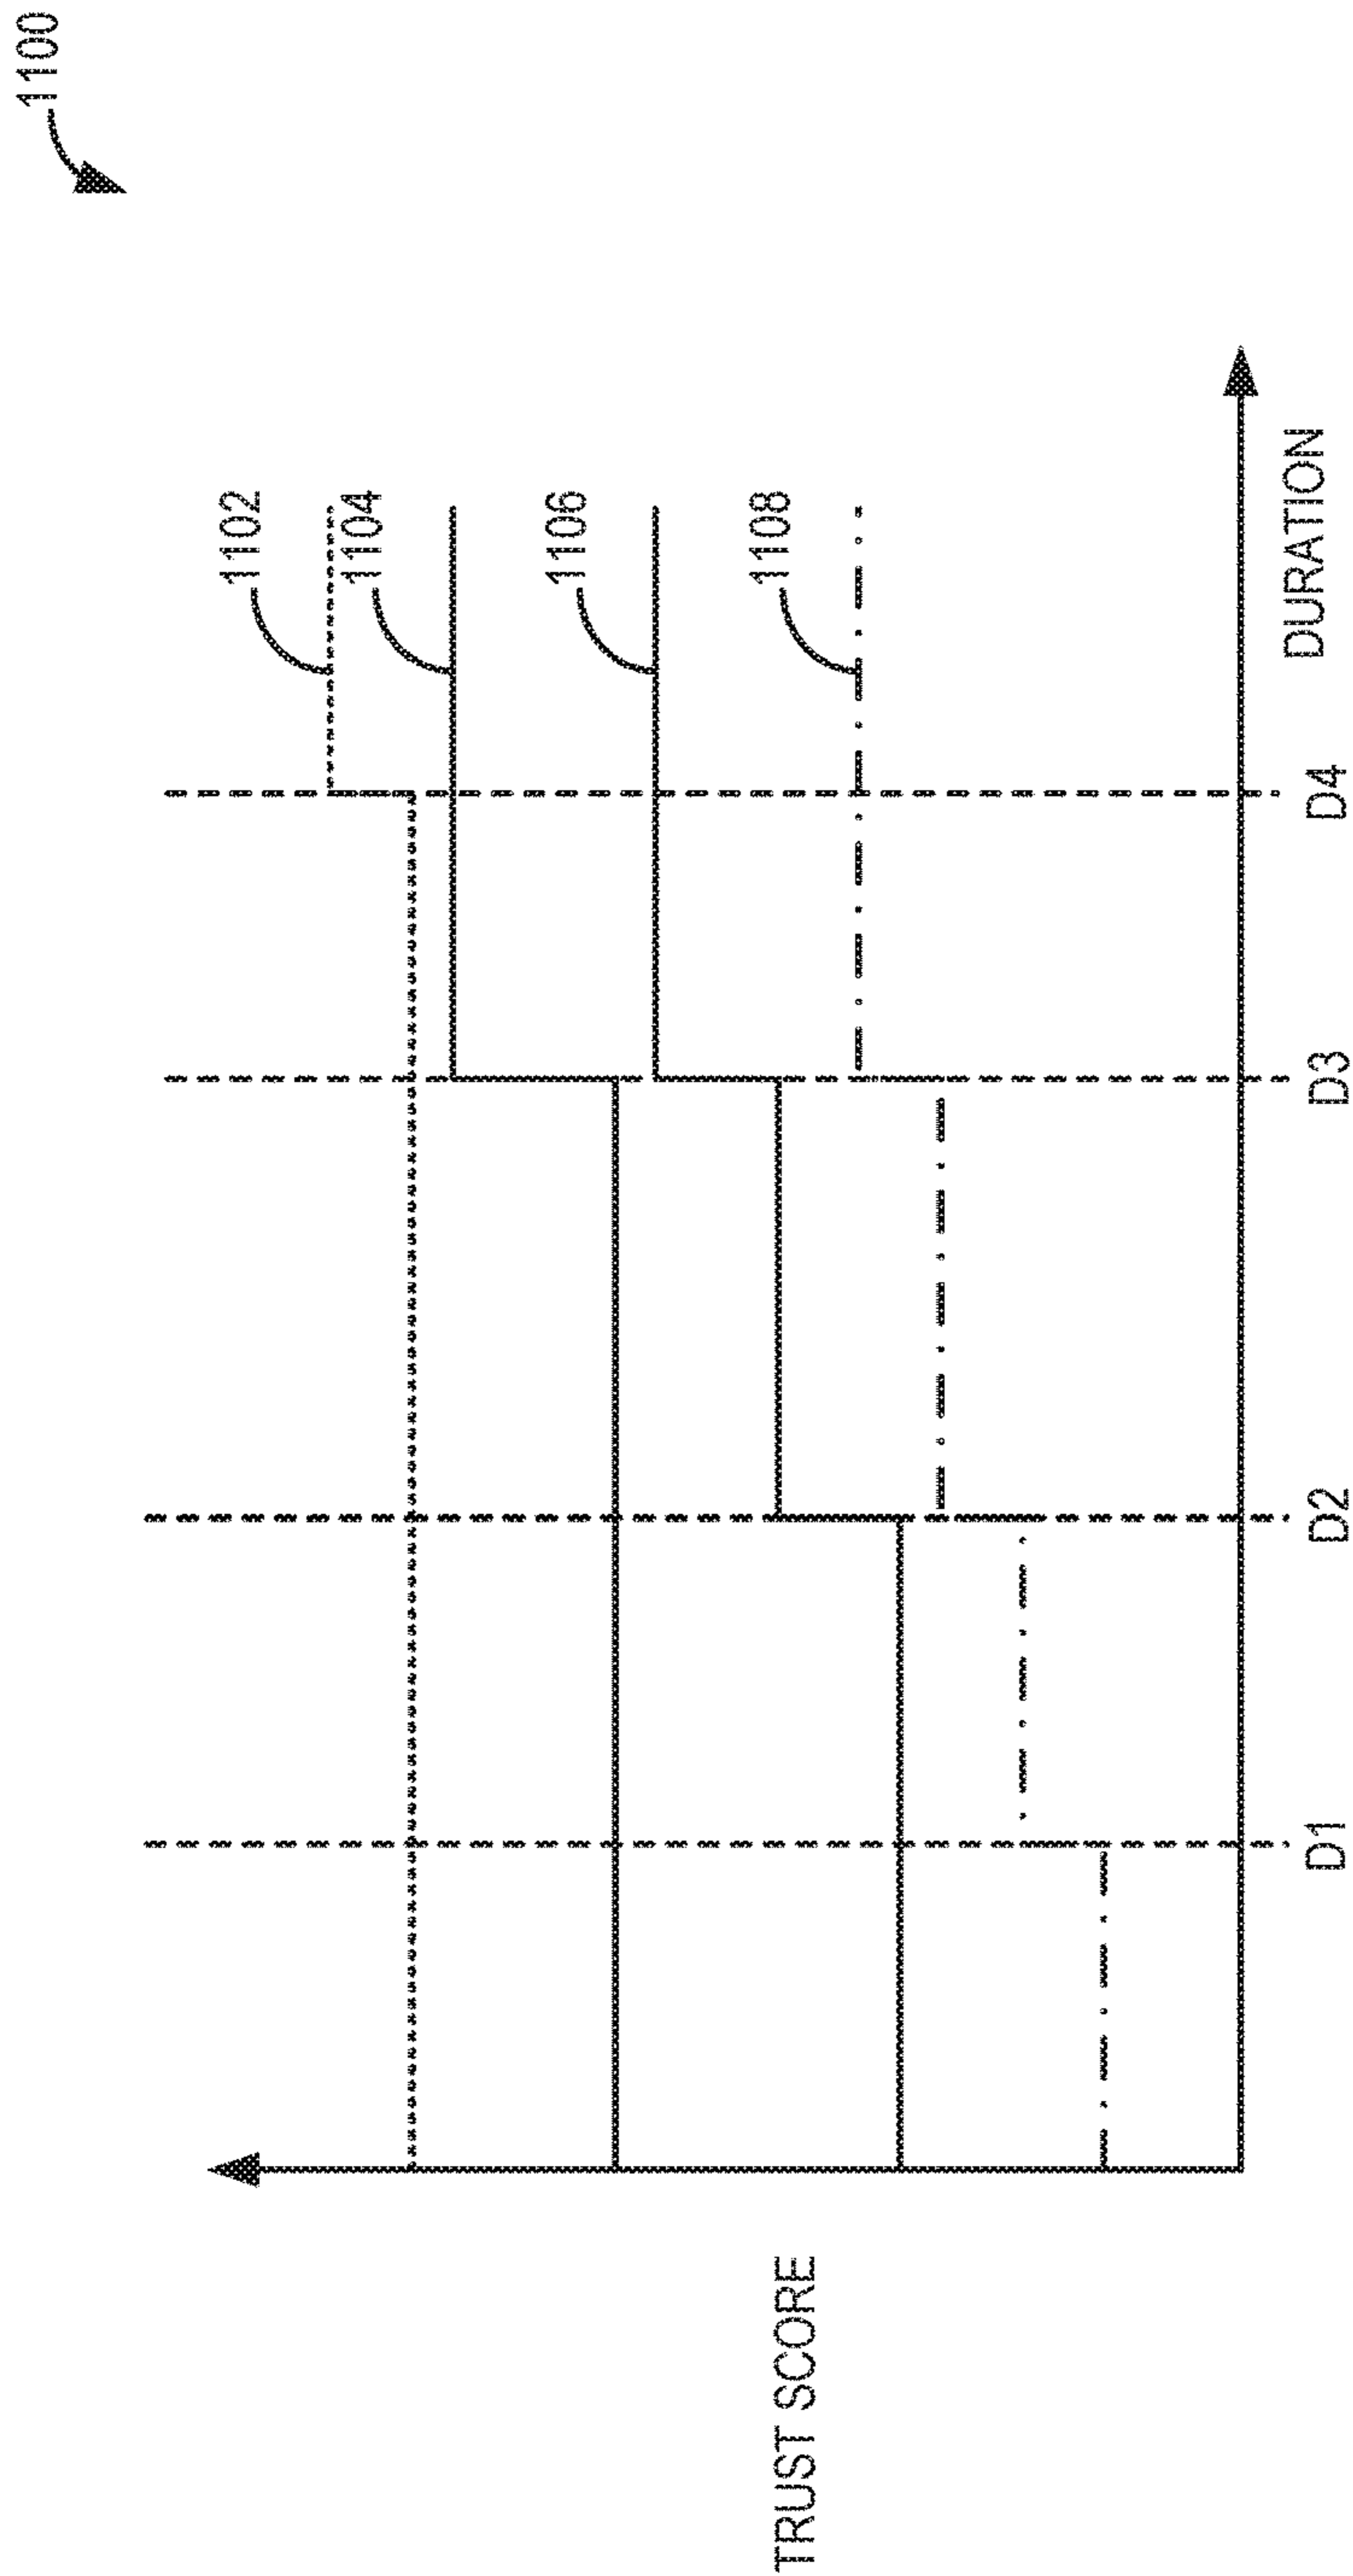 1100
1102
1104
1106
1108
TRUST SCORE
D1
D2
D3
D4
DURATION